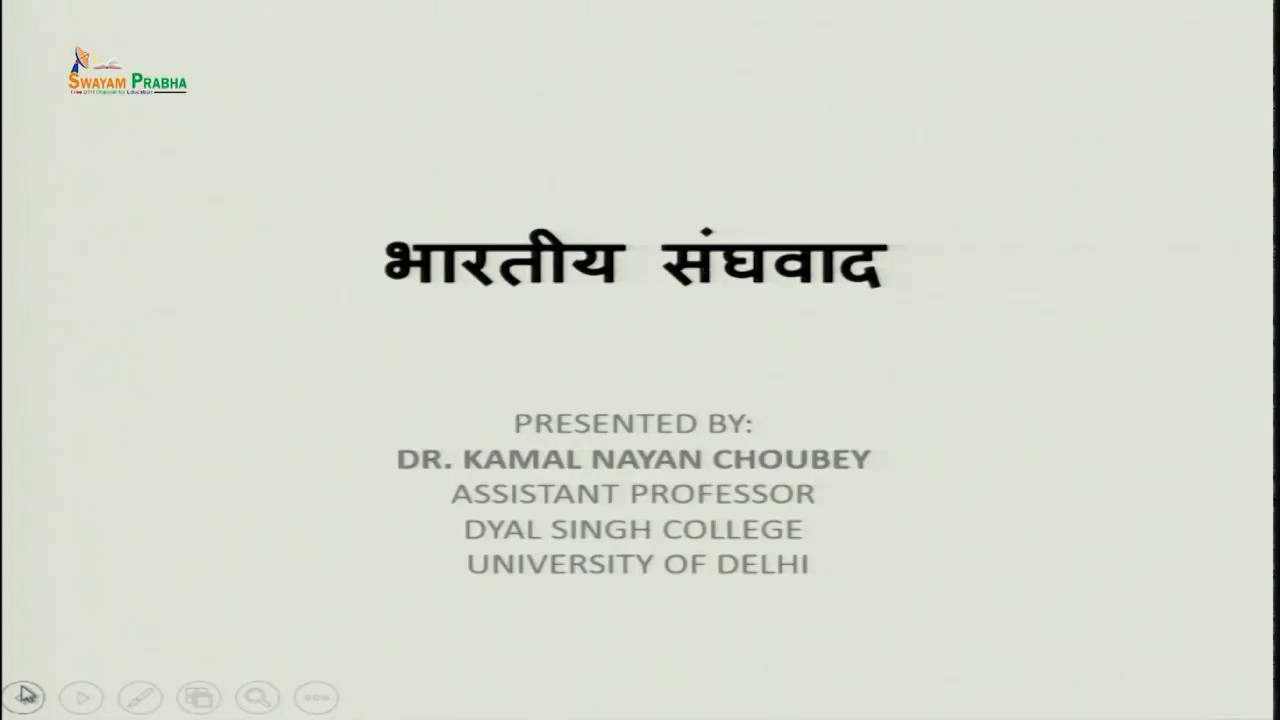 SWAYAM PRABHA
भारतीय संघवाद
PRESENTED BY:
DR. KAMAL NAYAN CHOUBEY
ASSISTANT PROFESSOR
DYAL SINGH COLLEGE
UNIVERSITY OF DELHI